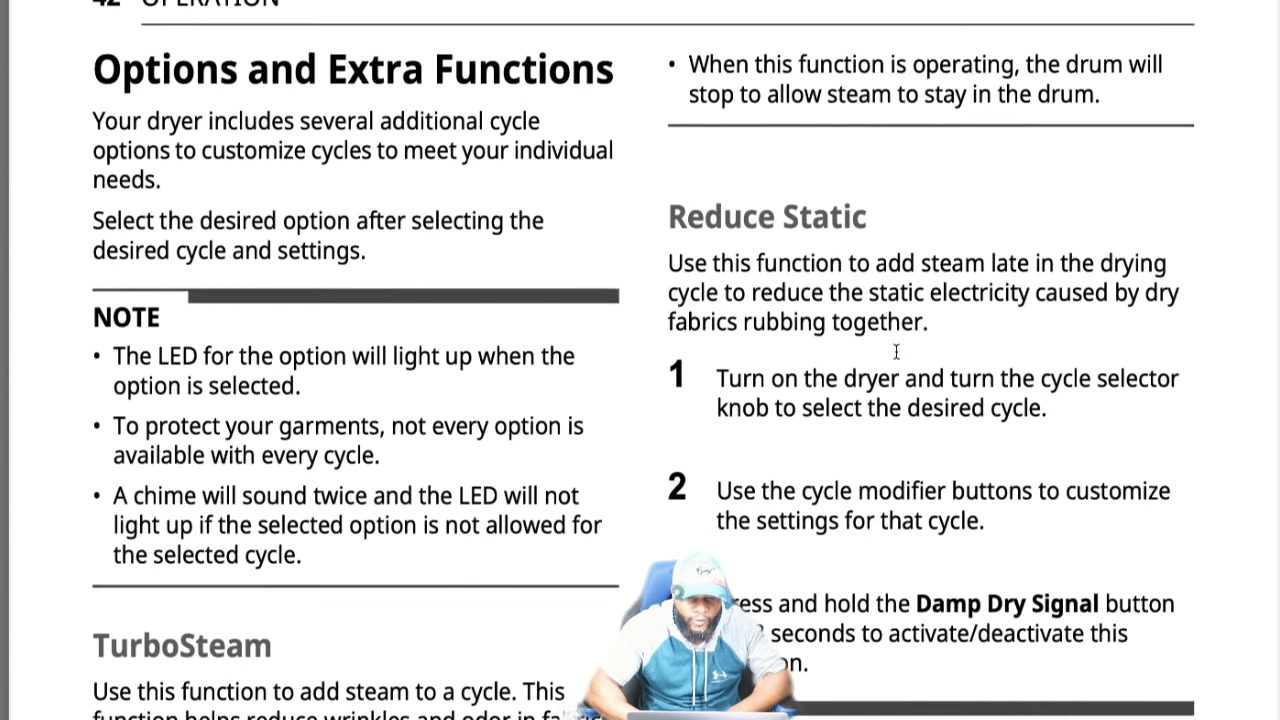 42 OPERATION
Options and Extra Functions
Your dryer includes several additional cycle
options to customize cycles to meet your individual
needs.
Select the desired option after selecting the
desired cycle and settings.
NOTE
• The LED for the option will light up when the
option is selected.
• To protect your garments, not every option is
available with every cycle.
• A chime will sound twice and the LED will not
light up if the selected option is not allowed for
the selected cycle.
TurboSteam
Use this function to add steam to a cycle. This
function helps reduce wrinkles and odor in
• When this function is operating, the drum will
stop to allow steam to stay in the drum.
Reduce Static
Use this function to add steam late in the drying
cycle to reduce the static electricity caused by dry
fabrics rubbing together.
1 Turn on the dryer and turn the cycle selector
knob to select the desired cycle.
2 Use the cycle modifier buttons to customize
the settings for that cycle.
ess and hold the Damp Dry Signal button
seconds to activate/deactivate this
on.